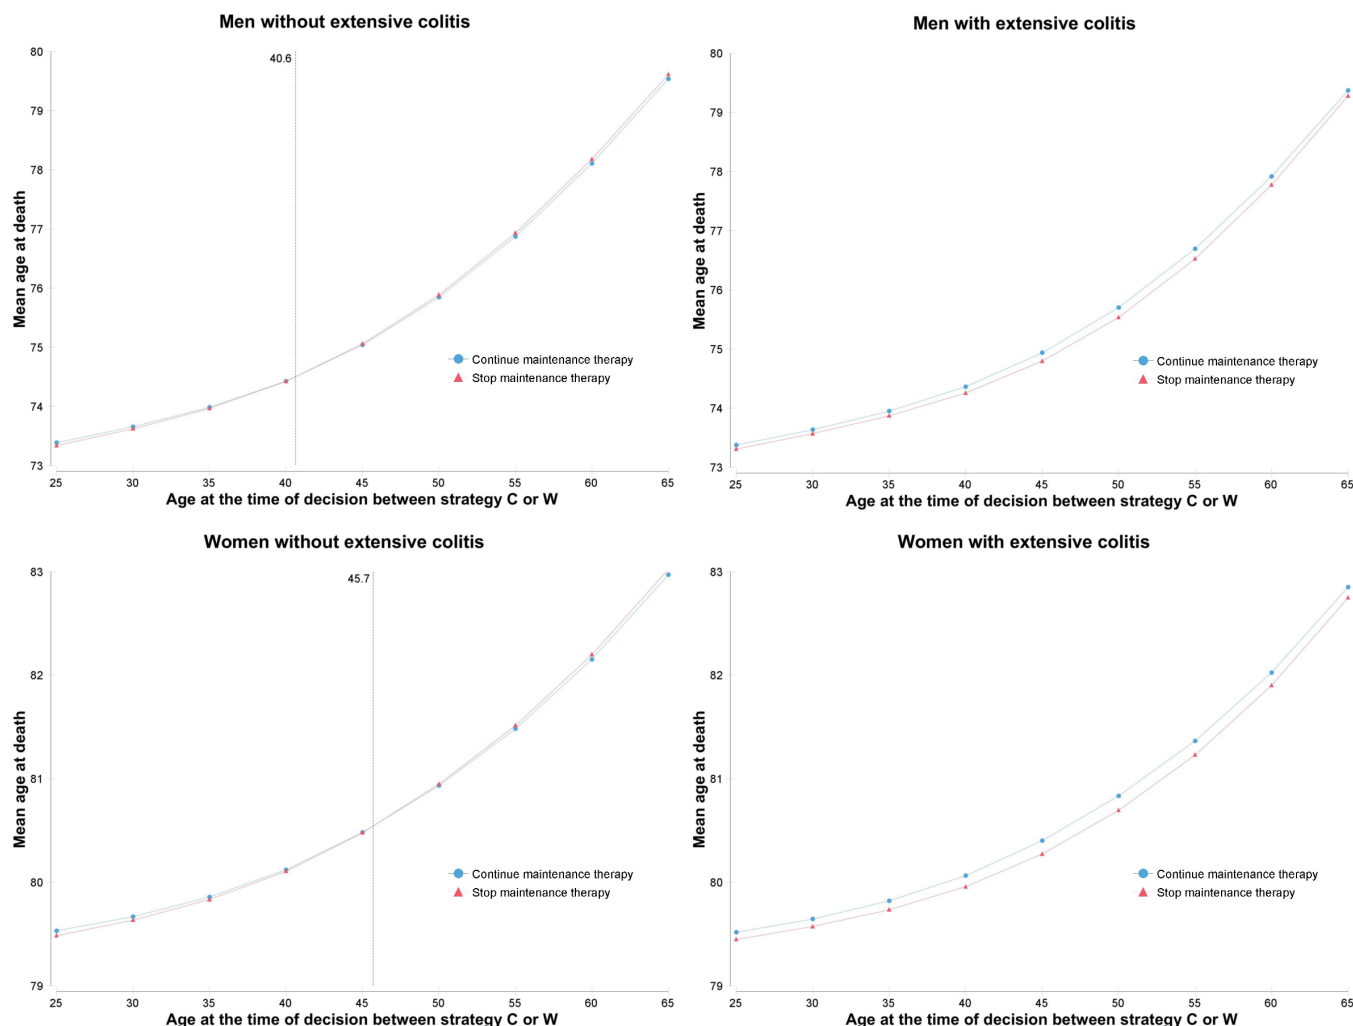 Men without extensive colitis
40.6
80
79
78
77
76
75
74
73
Mean age at death
Continue maintenance therapy
Stop maintenance therapy
25 30 35 40 45 50 55 60 65
Age at the time of decision between strategy C or W
Men with extensive colitis
80
79
78
77
76
75
74
73
Mean age at death
Continue maintenance therapy
Stop maintenance therapy
25 30 35 40 45 50 55 60 65
Age at the time of decision between strategy C or W
Women without extensive colitis
45.7
83
82
81
80
79
Mean age at death
Continue maintenance therapy
Stop maintenance therapy
25 30 35 40 45 50 55 60 65
Age at the time of decision between strategy C or W
Women with extensive colitis
83
82
81
80
79
Mean age at death
Continue maintenance therapy
Stop maintenance therapy
25 30 35 40 45 50 55 60 65
Age at the time of decision between strategy C or W